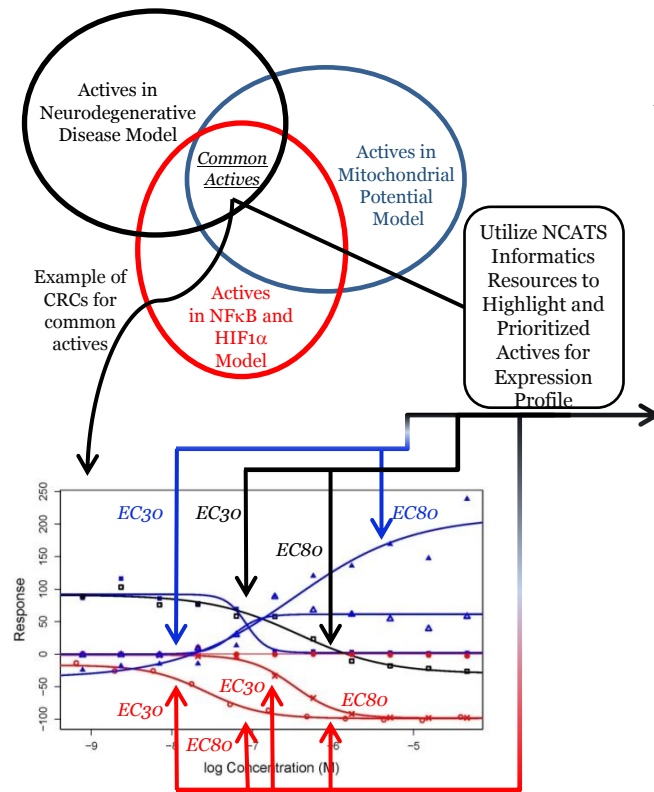 Actives in
Neurodegenerative
Disease Model
Common
Actives
Actives in
Mitochondrial
Potential
Model
Utilize NCATS
Informatics
Resources to
Highlight and
Prioritized
Actives for
Expression
Profile
Example of
CRCs for
common
actives
Actives
in NFκB and
HIF1α
Model
250
200
150
100
50
0
-50
-100
Response
EC30
EC30
EC80
EC80
EC30
EC30
EC80
EC80
-9
-8
-7
-6
-5
log Concentration (M)